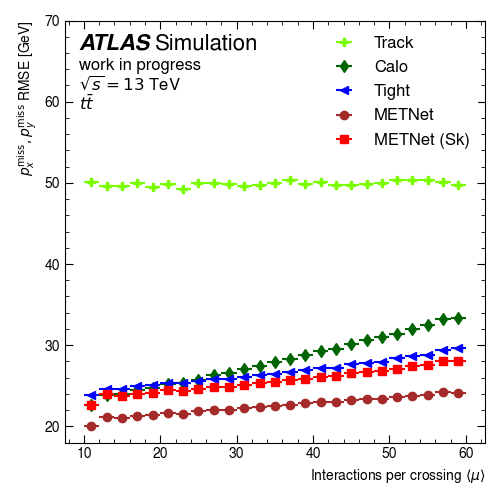 ATLAS Simulation
work in progress
√s = 13 TeV
tt̄
Track
Calo
Tight
METNet
METNet (Sk)
p_x^miss, p_y^miss RMSE [GeV]
70
60
50
40
30
20
10 20 30 40 50 60
Interactions per crossing ⟨μ⟩